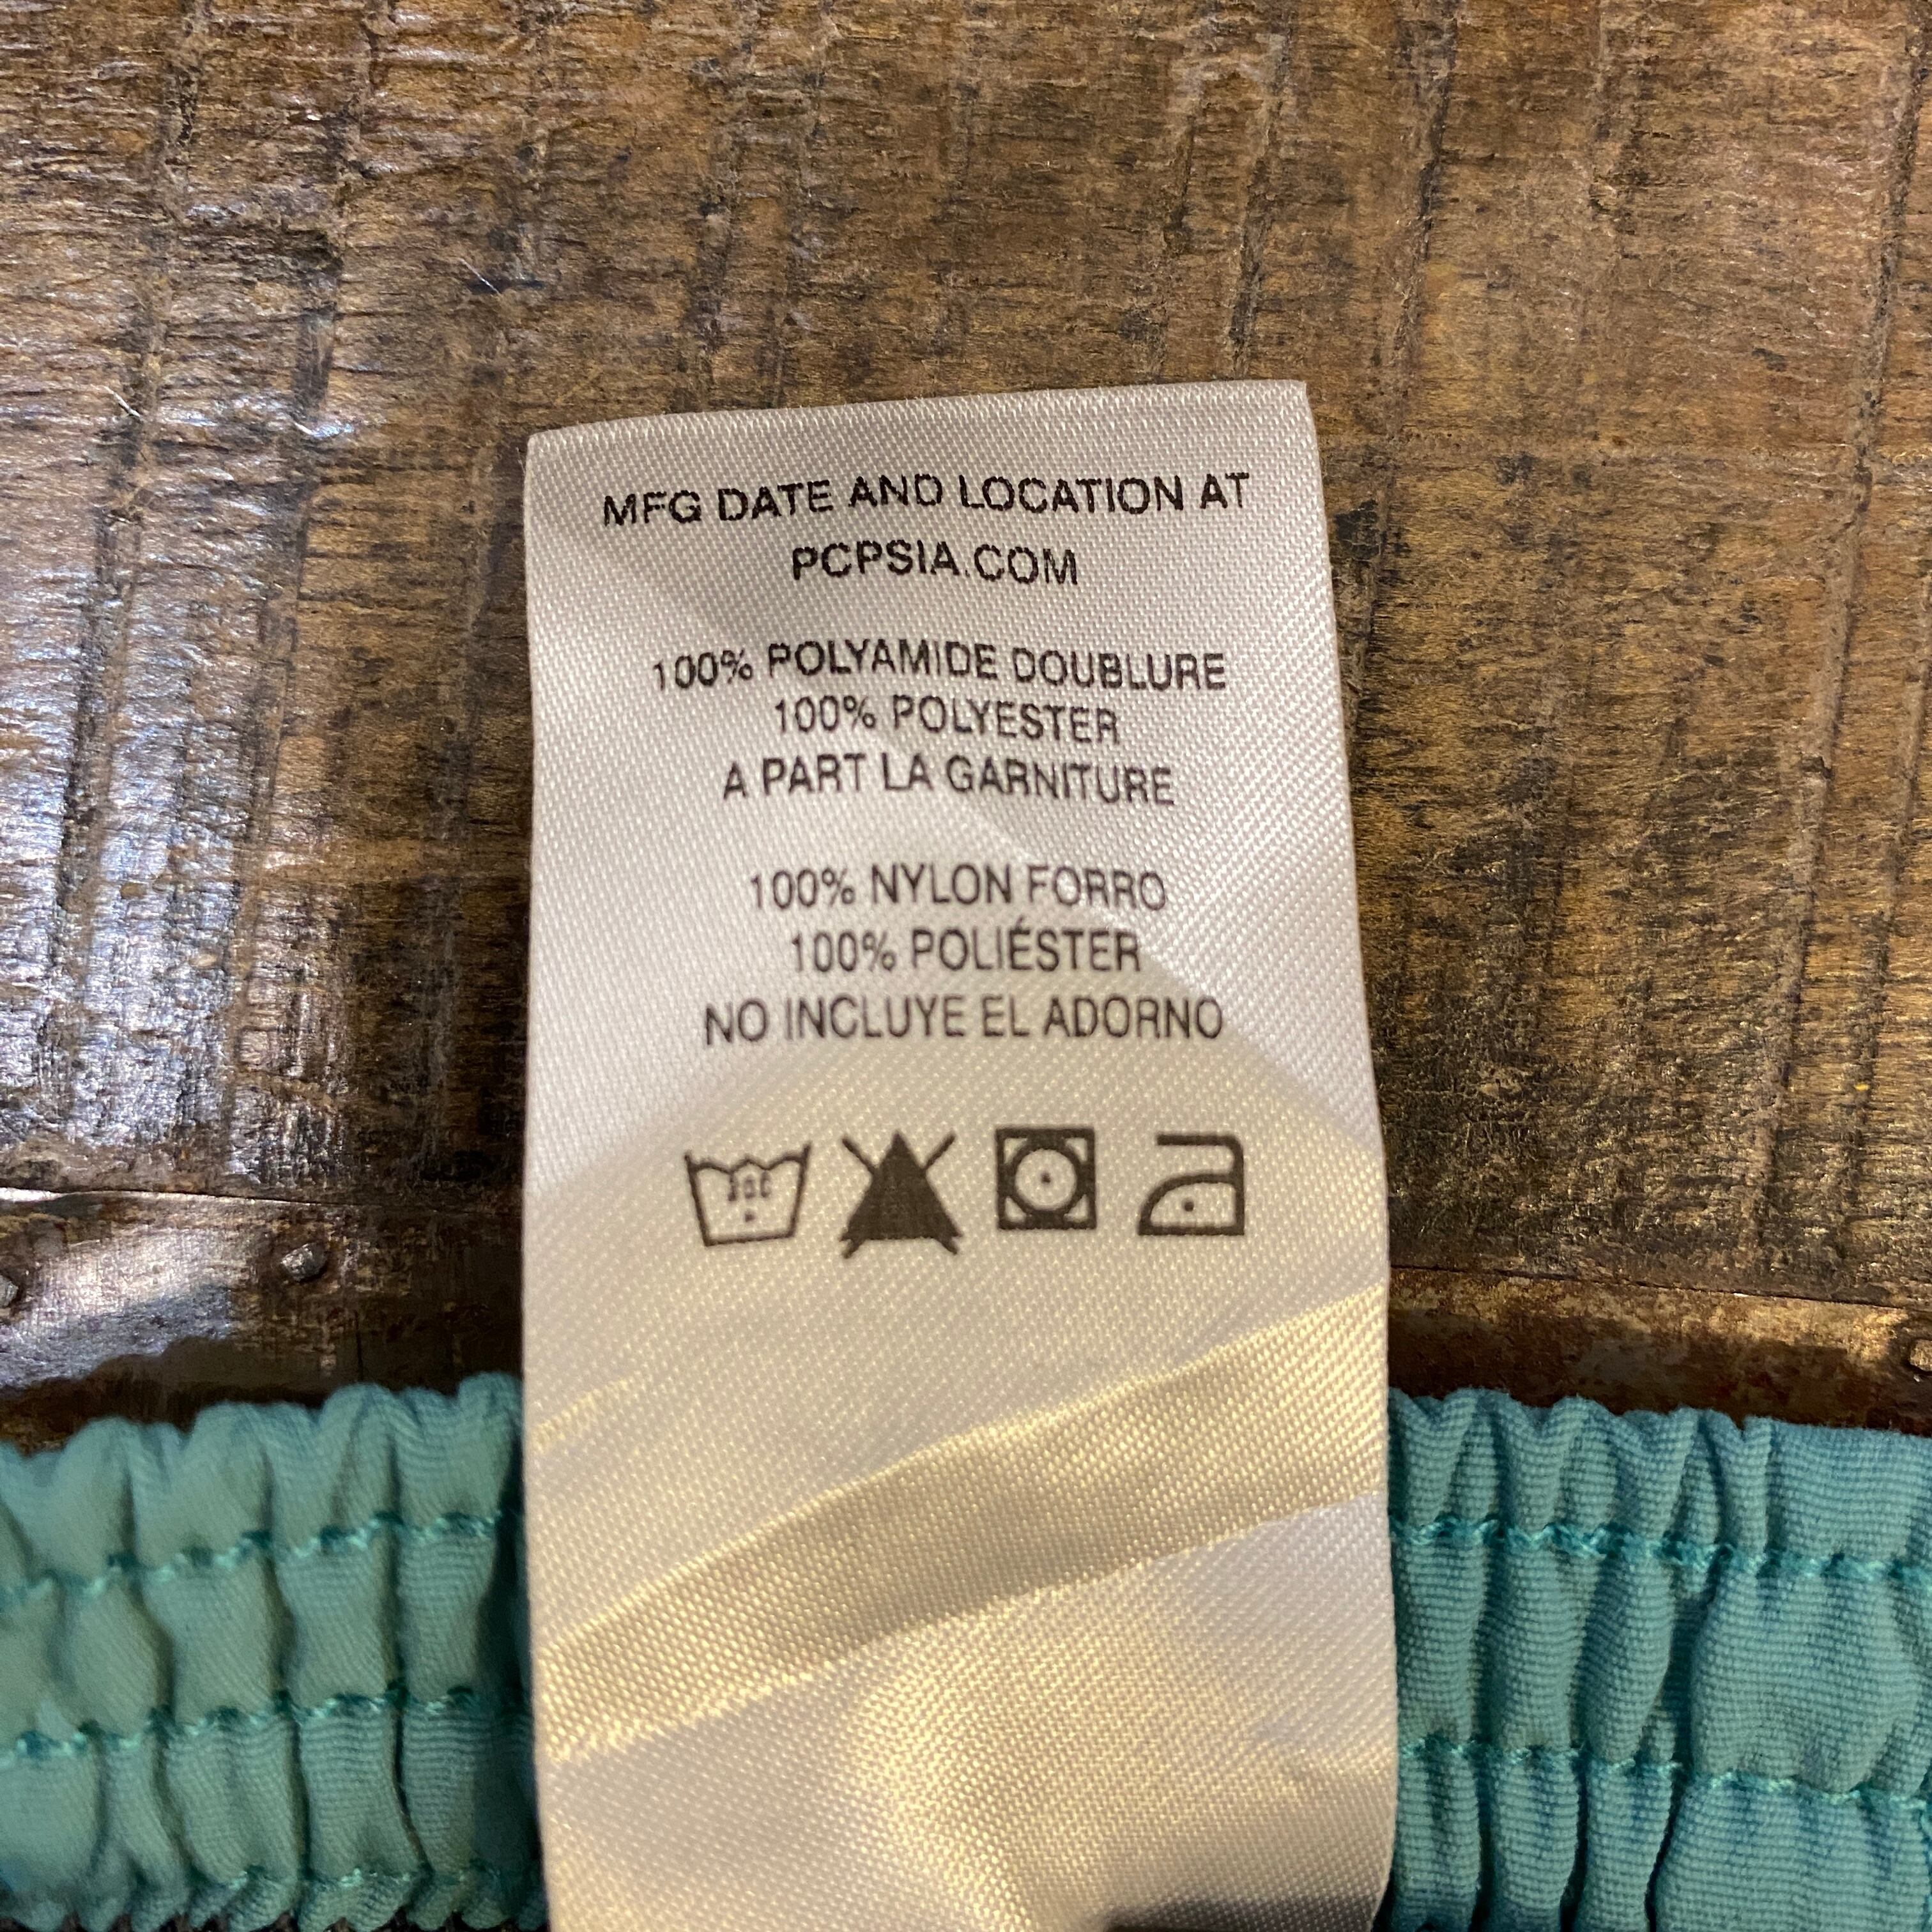 MFG DATE AND LOCATION AT
PCPSIA.COM
100% POLYAMIDE DOUBLURE
100% POLYESTER
A PART LA GARNITURE
100% NYLON FORRO
100% POLIÉSTER
NO INCLUYE EL ADORNO